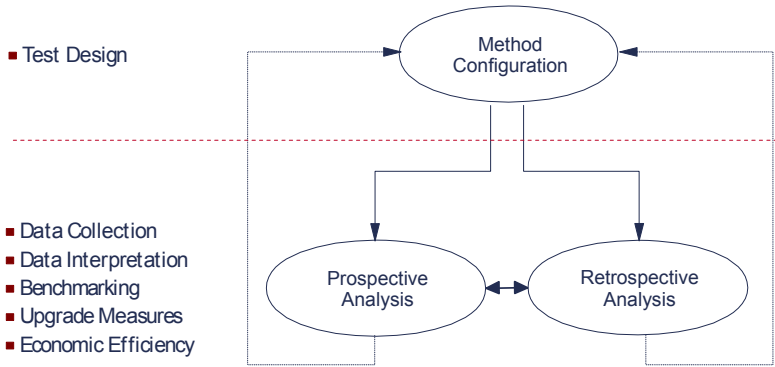 Test Design
Method
Configuration
Data Collection
Data Interpretation
Benchmarking
Upgrade Measures
Economic Efficiency
Prospective
Analysis
Retrospective
Analysis